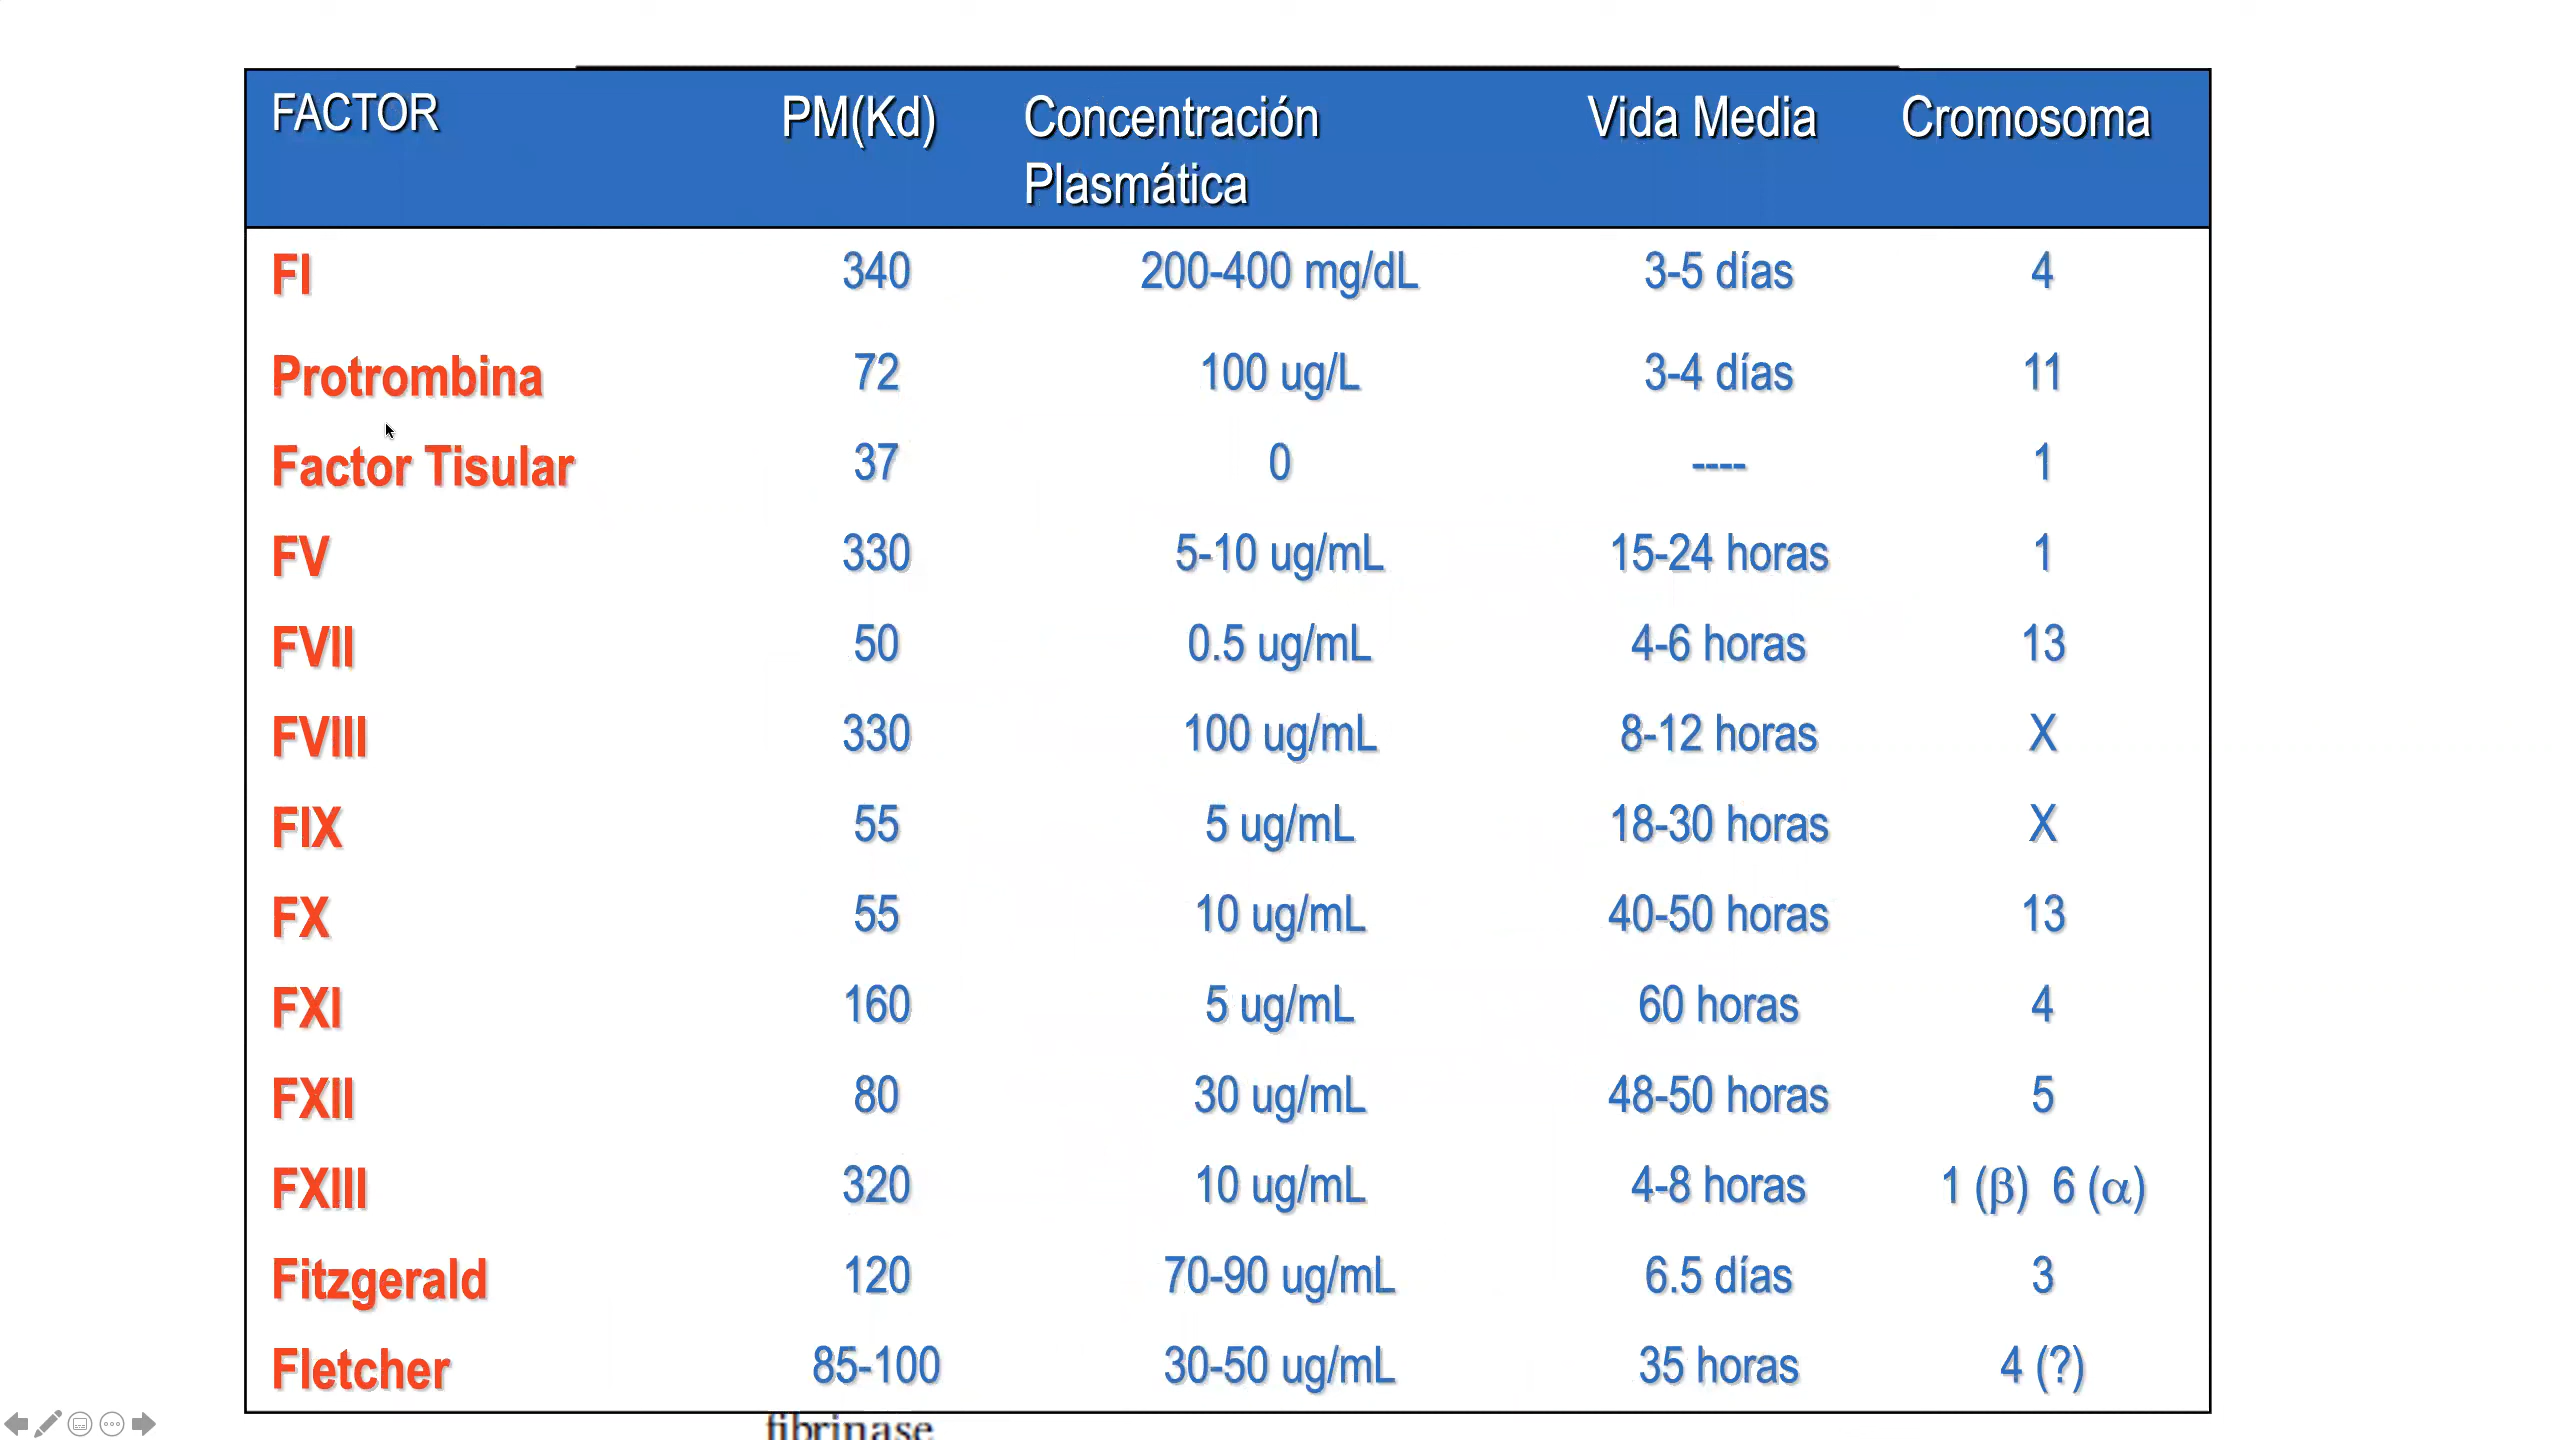 FACTOR PM(Kd) Concentración Plasmática Vida Media Cromosoma
FI 340 200-400 mg/dL 3-5 días 4
Protrombina 72 100 ug/L 3-4 días 11
Factor Tisular 37 0 ---- 1
FV 330 5-10 ug/mL 15-24 horas 1
FVII 50 0.5 ug/mL 4-6 horas 13
FVIII 330 100 ug/mL 8-12 horas X
FIX 55 5 ug/mL 18-30 horas X
FX 55 10 ug/mL 40-50 horas 13
FXI 160 5 ug/mL 60 horas 4
FXII 80 30 ug/mL 48-50 horas 5
FXIII 320 10 ug/mL 4-8 horas 1 (β) 6 (α)
Fitzgerald 120 70-90 ug/mL 6.5 días 3
Fletcher 85-100 30-50 ug/mL 35 horas 4 (?)
fibrinase